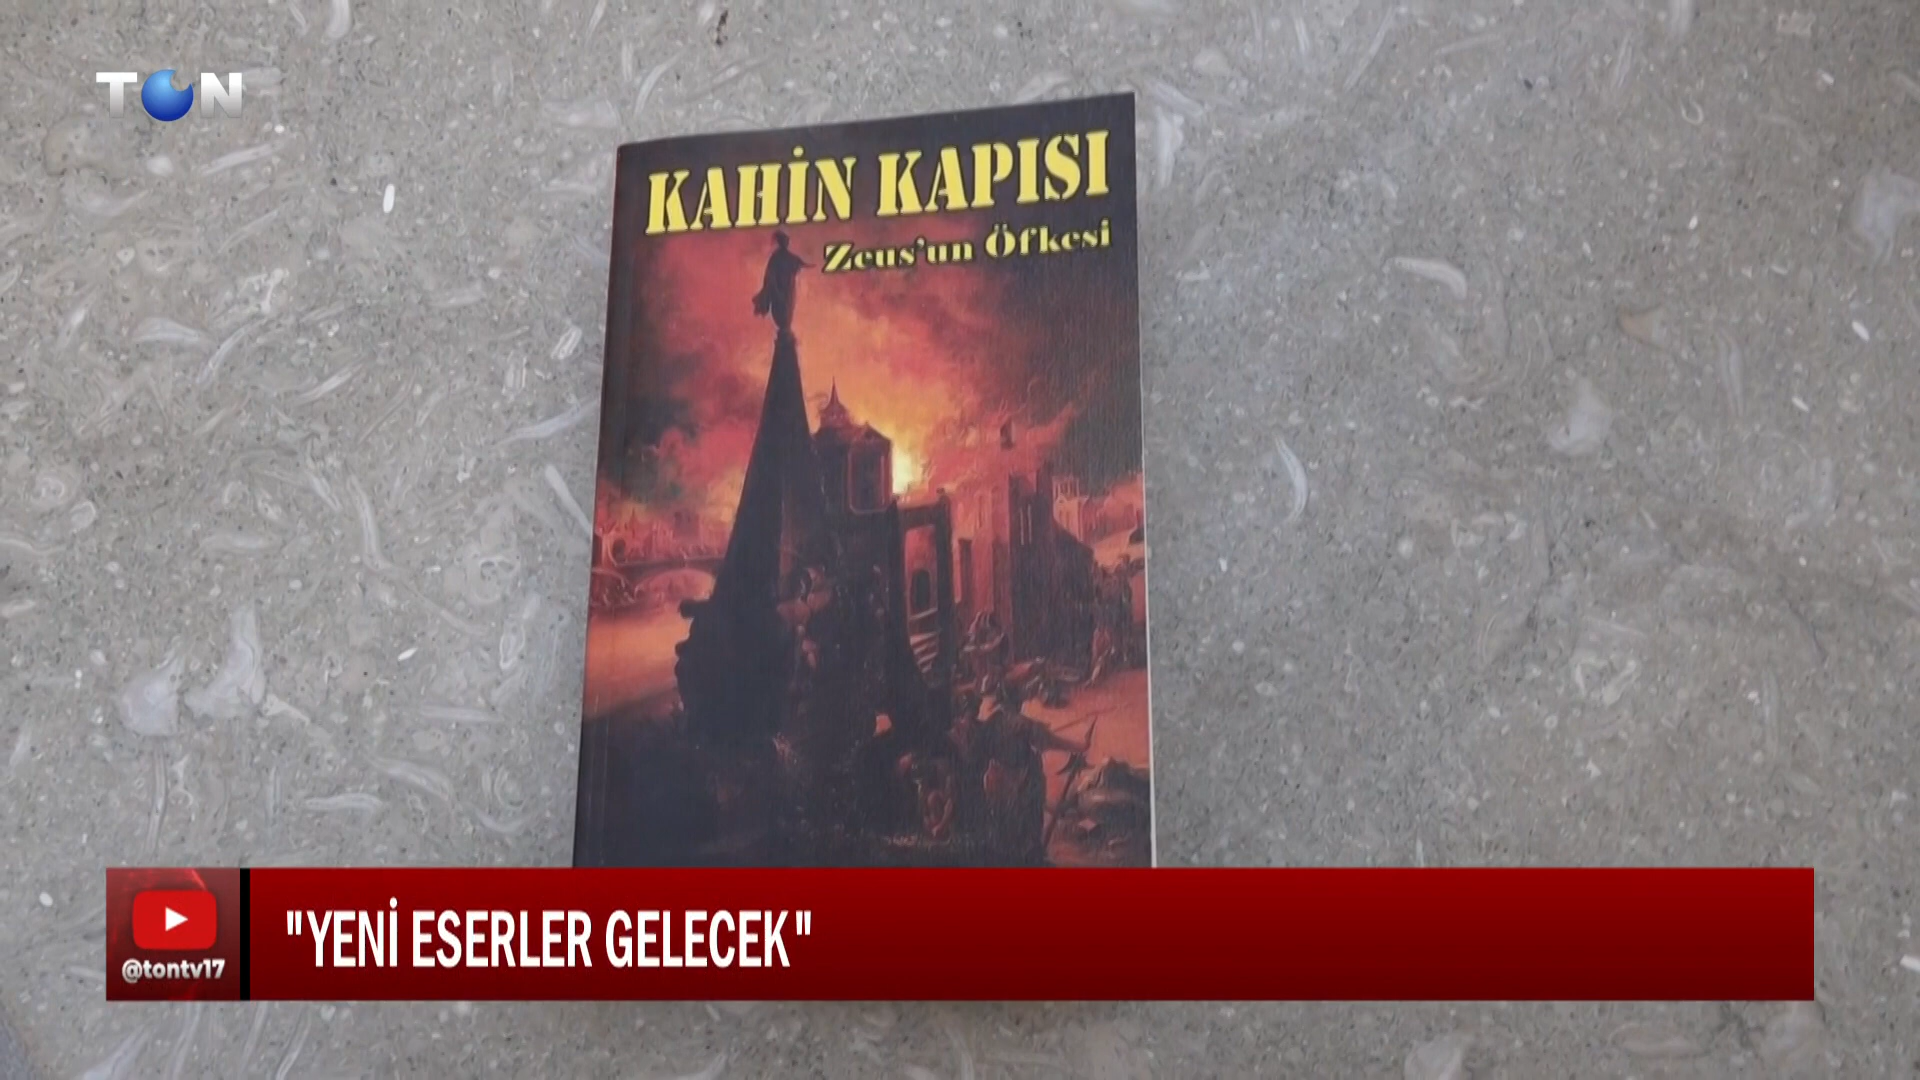 TON
KAHİN KAPISI
Zeus'un Öfkesi
"YENİ ESERLER GELECEK"
@tontv17